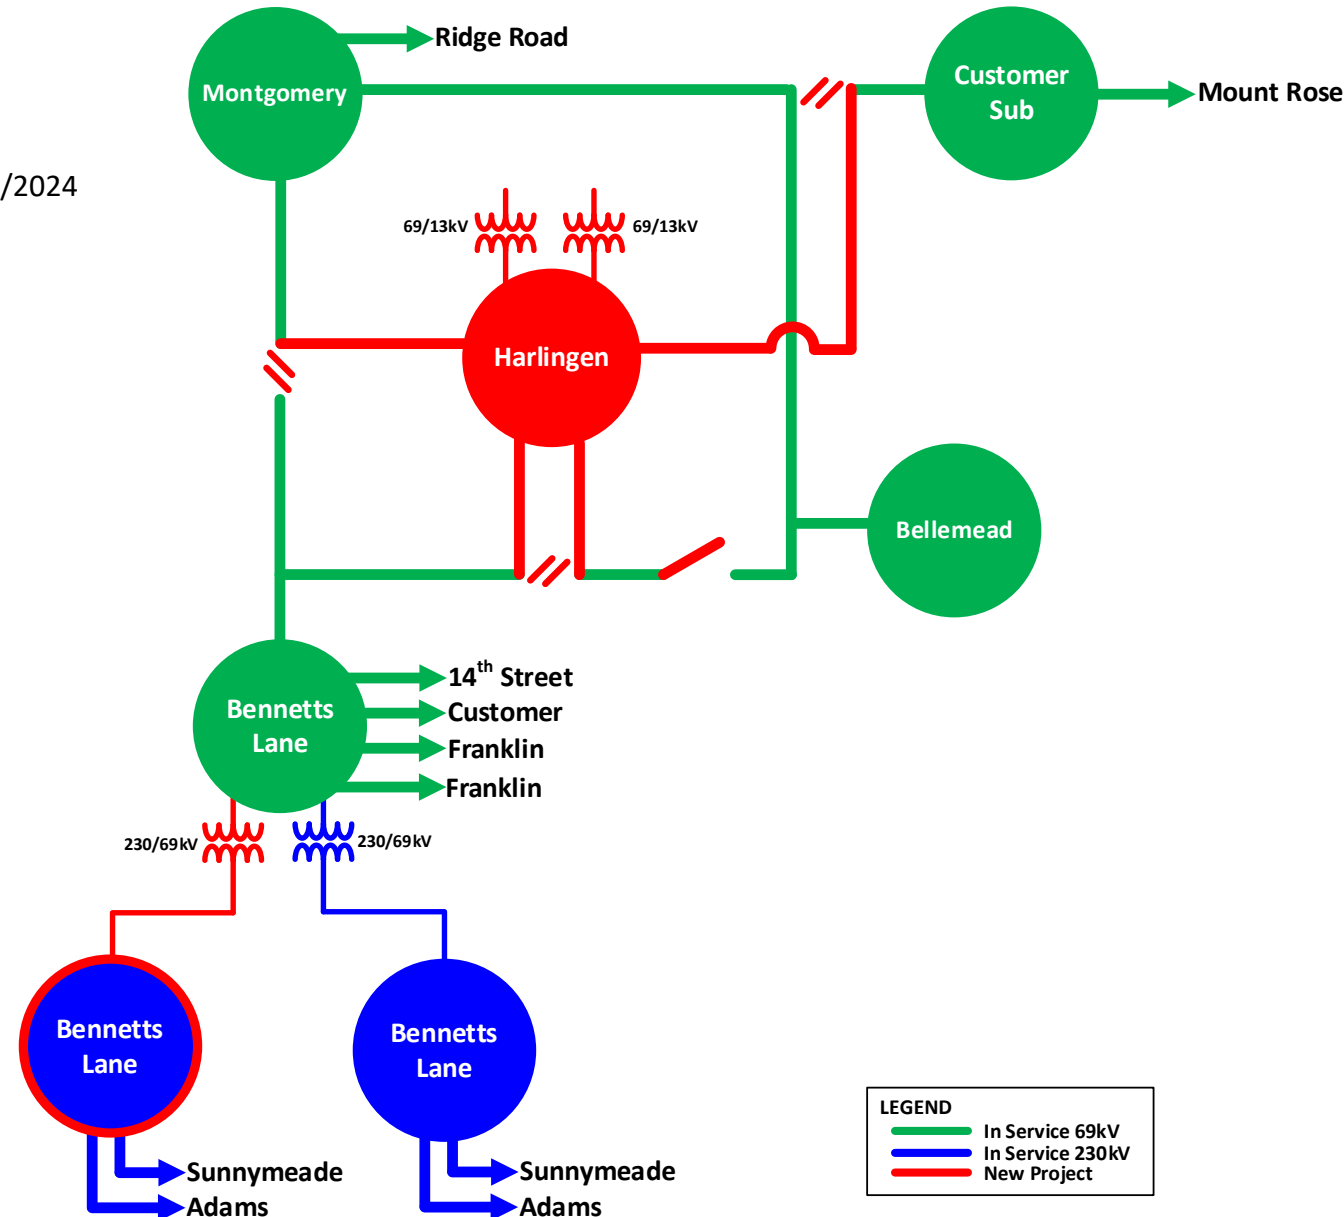 Ridge Road
Montgomery
Customer
Sub
Mount Rose
/2024
69/13kV
69/13kV
Harlingen
Bellemead
Bennetts
Lane
14th Street
Customer
Franklin
Franklin
230/69kV
230/69kV
Bennetts
Lane
Bennetts
Lane
Sunnymeade
Adams
Sunnymeade
Adams
LEGEND
In Service 69kV
In Service 230kV
New Project